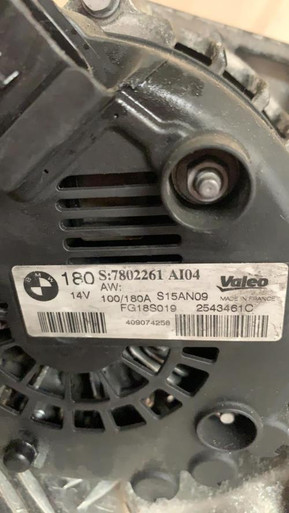 180 S:7802261 AI04 Valeo
AW:
14V 100/180A S15AN09 MADE IN FRANCE
FG18S019 2543461C
409074258